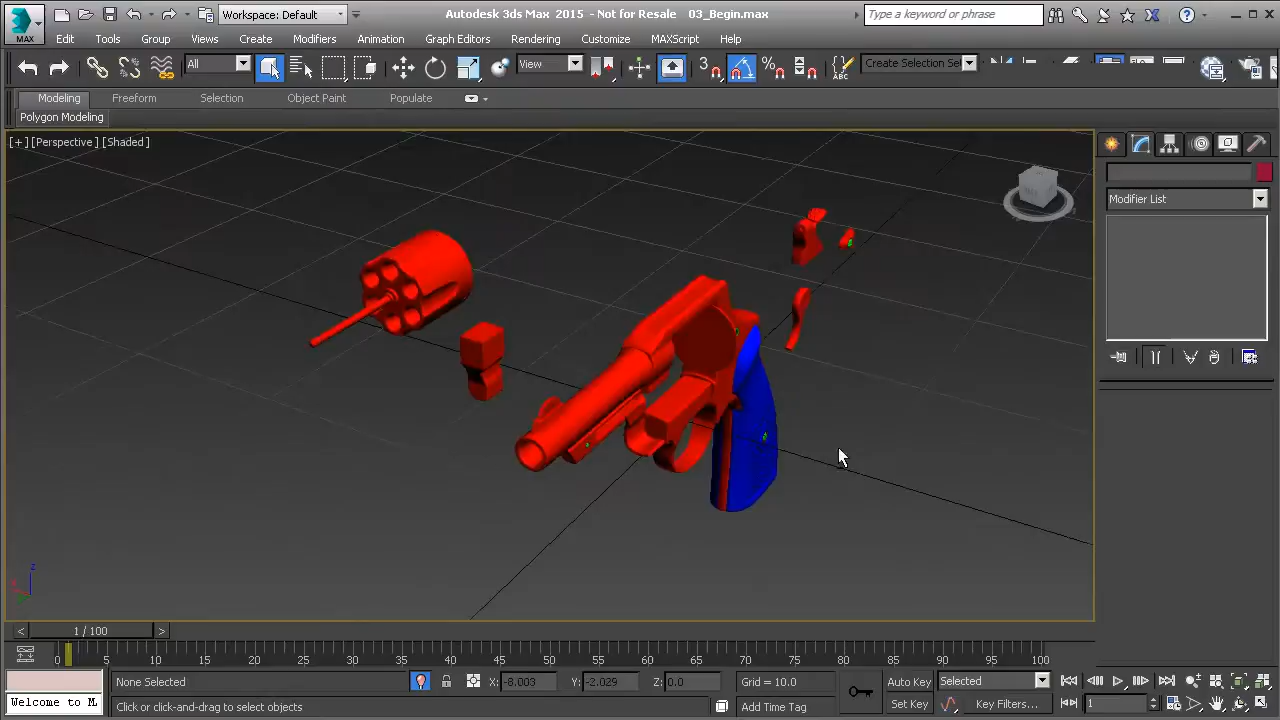 Workspace: Default
Autodesk 3ds Max 2015 - Not for Resale 03_Begin.max
Type a keyword or phrase
MAX
Edit Tools Group Views Create Modifiers Animation Graph Editors Rendering Customize MAXScript Help
All
View
3
Create Selection Se
Modeling Freeform Selection Object Paint Populate
Polygon Modeling
[+] [Perspective] [Shaded]
Modifier List
z
< 1 / 100 >
0 5 10 15 20 25 30 35 40 45 50 55 60 65 70 75 80 85 90 95 100
None Selected X: -8.003 Y: -2.029 Z: 0.0 Grid = 10.0 Auto Key Selected
Welcome to M
Click or click-and-drag to select objects Add Time Tag Set Key Key Filters... 1